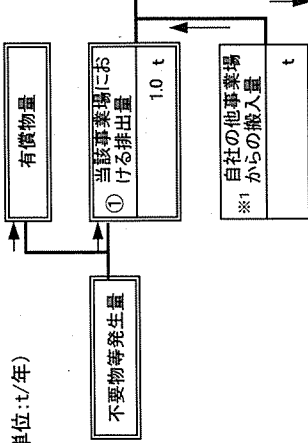 単位:t/年)
不要物等発生量
有償物量
①
当該事業場にお
ける排出量
1.0 t
※1
自社の他事業場
からの搬入量
t